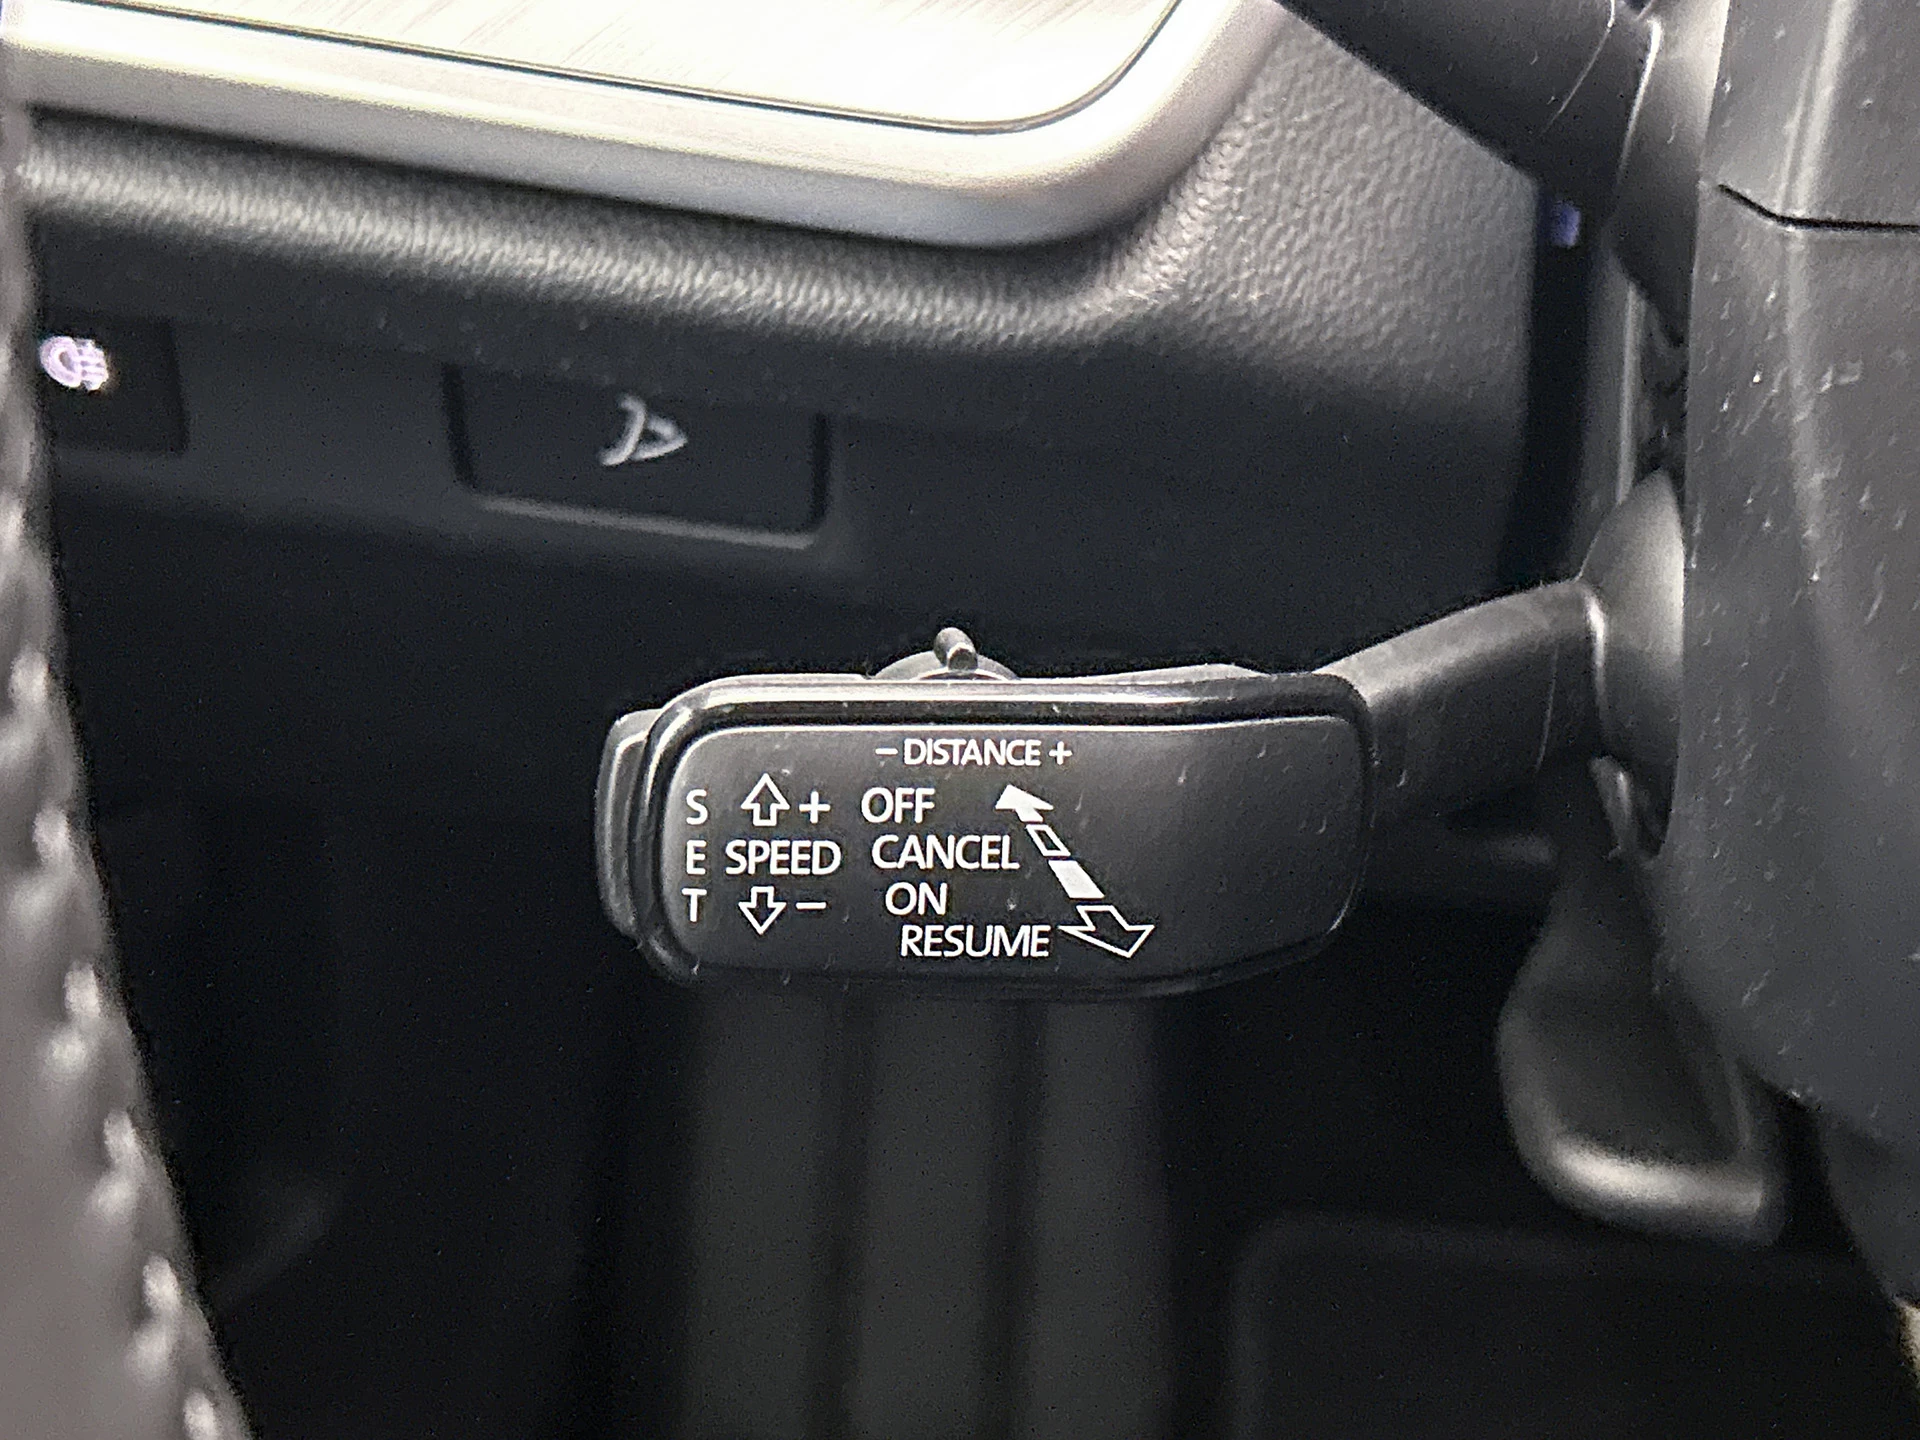 – DISTANCE +
S + OFF
E SPEED CANCEL
T – ON
RESUME